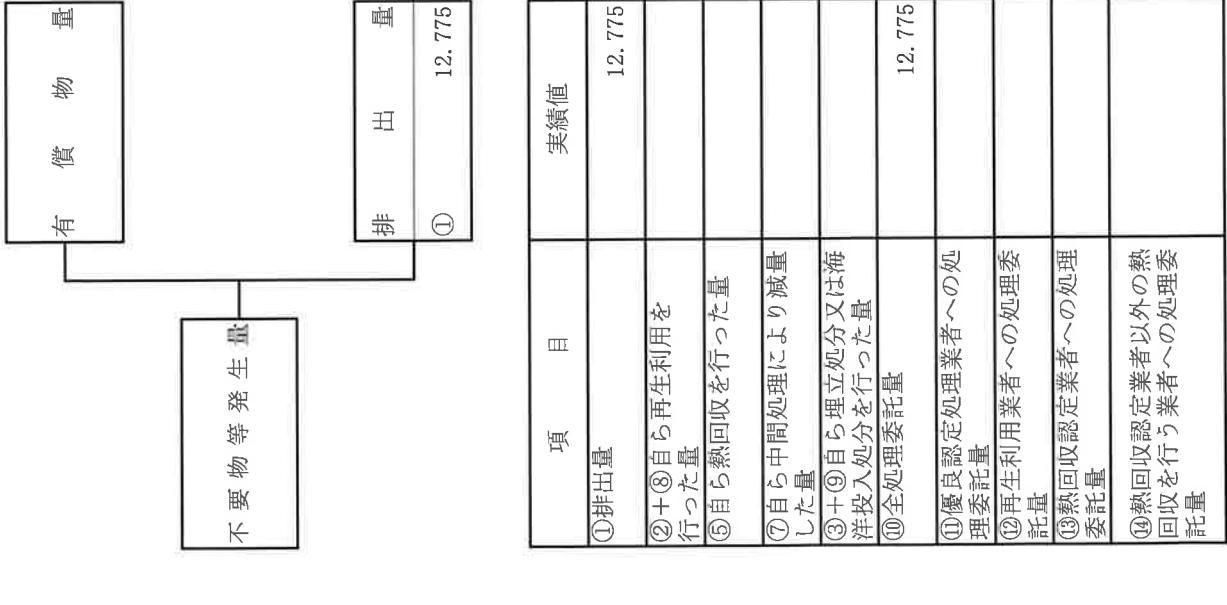 有償物量
不要物等発生量
排出量
① 12.775
項目 実績値
①排出量 12.775
②+⑧自ら再生利用を
行った量
⑤自ら熱回収を行った量
⑦自ら中間処理により減量
した量
③+⑨自ら埋立処分又は海
洋投入処分を行った量
⑩全処理委託量 12.775
⑪優良認定処理業者への処
理委託量
⑫再生利用業者への処理委
託量
⑬熱回収認定業者への処理
委託量
⑭熱回収認定業者以外の熱
回収を行う業者への処理委
託量